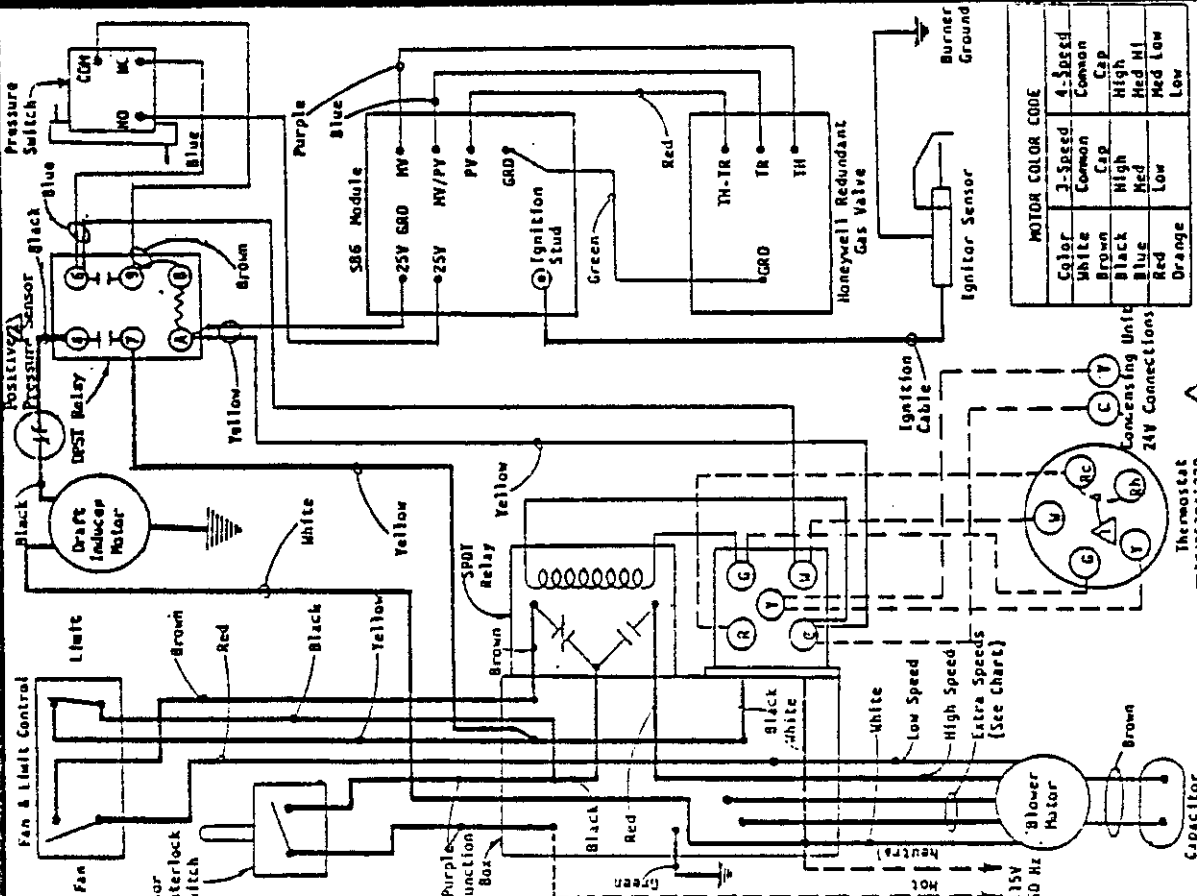 Pressure
Switch
COM
NC
NO
Blue
Blue
Black
Positive
Pressure Sensor
DPST Relay
6
9
B
4
7
A
Brown
Yellow
Purple
Blue
S86 Module
25V GRD
25V
MV
MV/PV
PV
GRD
Ignition
Stud
Green
Red
TH-TR
TR
TH
GRD
Honeywell Redundant
Gas Valve
Burner
Ground
Ignitor Sensor
Ignition
Cable
MOTOR COLOR CODE
Color 3-Speed 4-Speed
White Common Common
Brown Cap Cap
Black High High
Blue Med Med Hi
Red Low Med Low
Orange Low
Black
Draft
Inducer
Motor
White
Yellow
Yellow
SPDT
Relay
Brown
G
W
Y
R
C
C
Y
Condensing Unit
24V Connections
W
Rc
Rh
G
Y
Thermostat
Fan & Limit Control
Limit
Fan
Brown
Red
Black
Yellow
Purple
Box
Black
Red
Green
Black
White
White
Low Speed
High Speed
Extra Speeds
(See Chart)
Blower
Motor
Brown
Capacitor
neutral
Hot